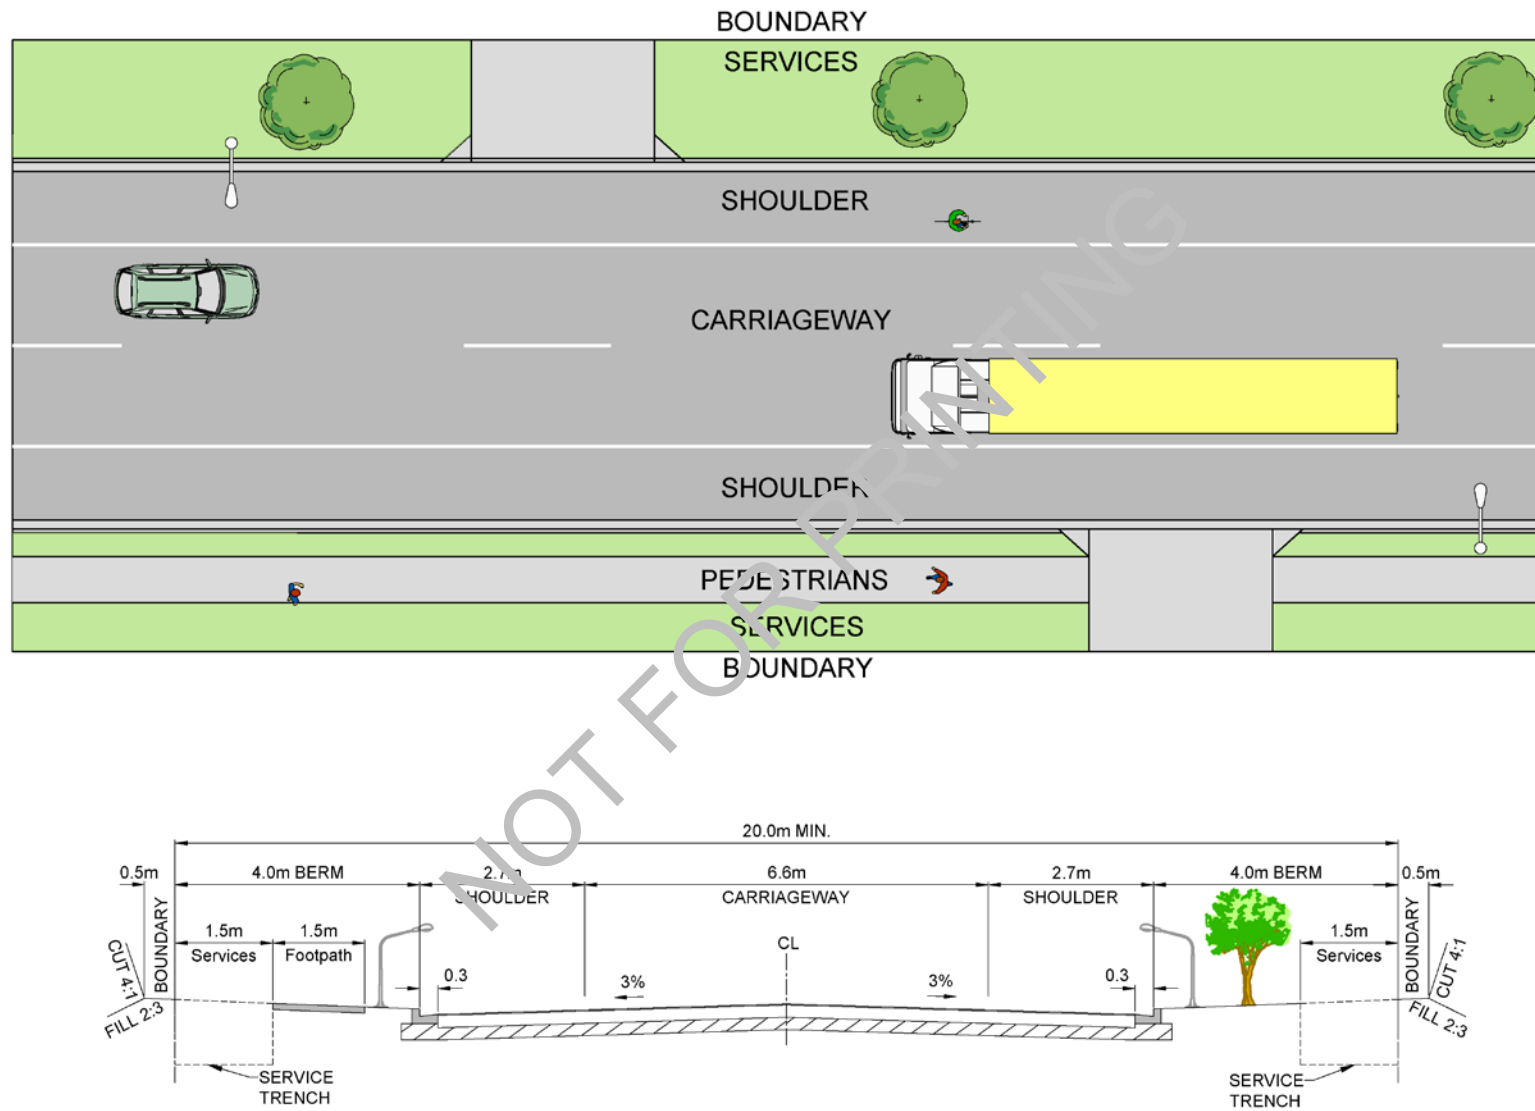 BOUNDARY
SERVICES
SHOULDER
CARRIAGEWAY
SHOULDER
PEDESTRIANS
SERVICES
BOUNDARY
NOT FOR PRINTING
20.0m MIN.
0.5m
4.0m BERM
2.7m
6.6m
2.7m
4.0m BERM
0.5m
SHOULDER
CARRIAGEWAY
SHOULDER
BOUNDARY
1.5m
Services
1.5m
Footpath
CL
1.5m
Services
BOUNDARY
CUT 4:1
FILL 2:3
0.3
3%
3%
0.3
CUT 4:1
FILL 2:3
SERVICE
TRENCH
SERVICE
TRENCH